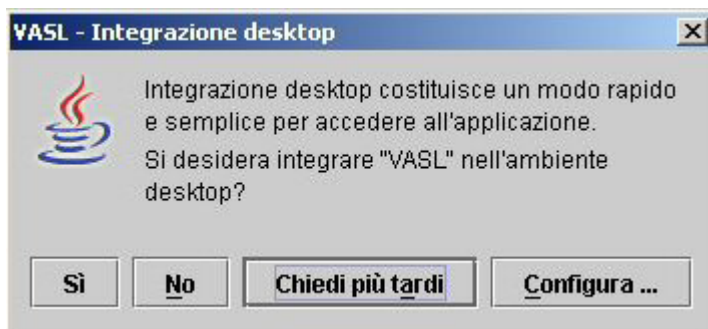 VASL - Integrazione desktop
Integrazione desktop costituisce un modo rapido
e semplice per accedere all'applicazione.
Si desidera integrare "VASL" nell'ambiente
desktop?
Sì No Chiedi più tardi Configura ...